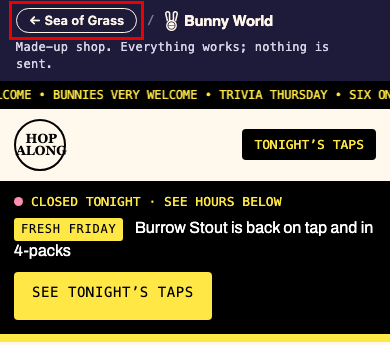 ← Sea of Grass / Bunny World
Made-up shop. Everything works; nothing is
sent.
LCOME • BUNNIES VERY WELCOME • TRIVIA THURSDAY • SIX ON
HOP
ALONG
TONIGHT'S TAPS
CLOSED TONIGHT · SEE HOURS BELOW
FRESH FRIDAY Burrow Stout is back on tap and in
4-packs
SEE TONIGHT'S TAPS